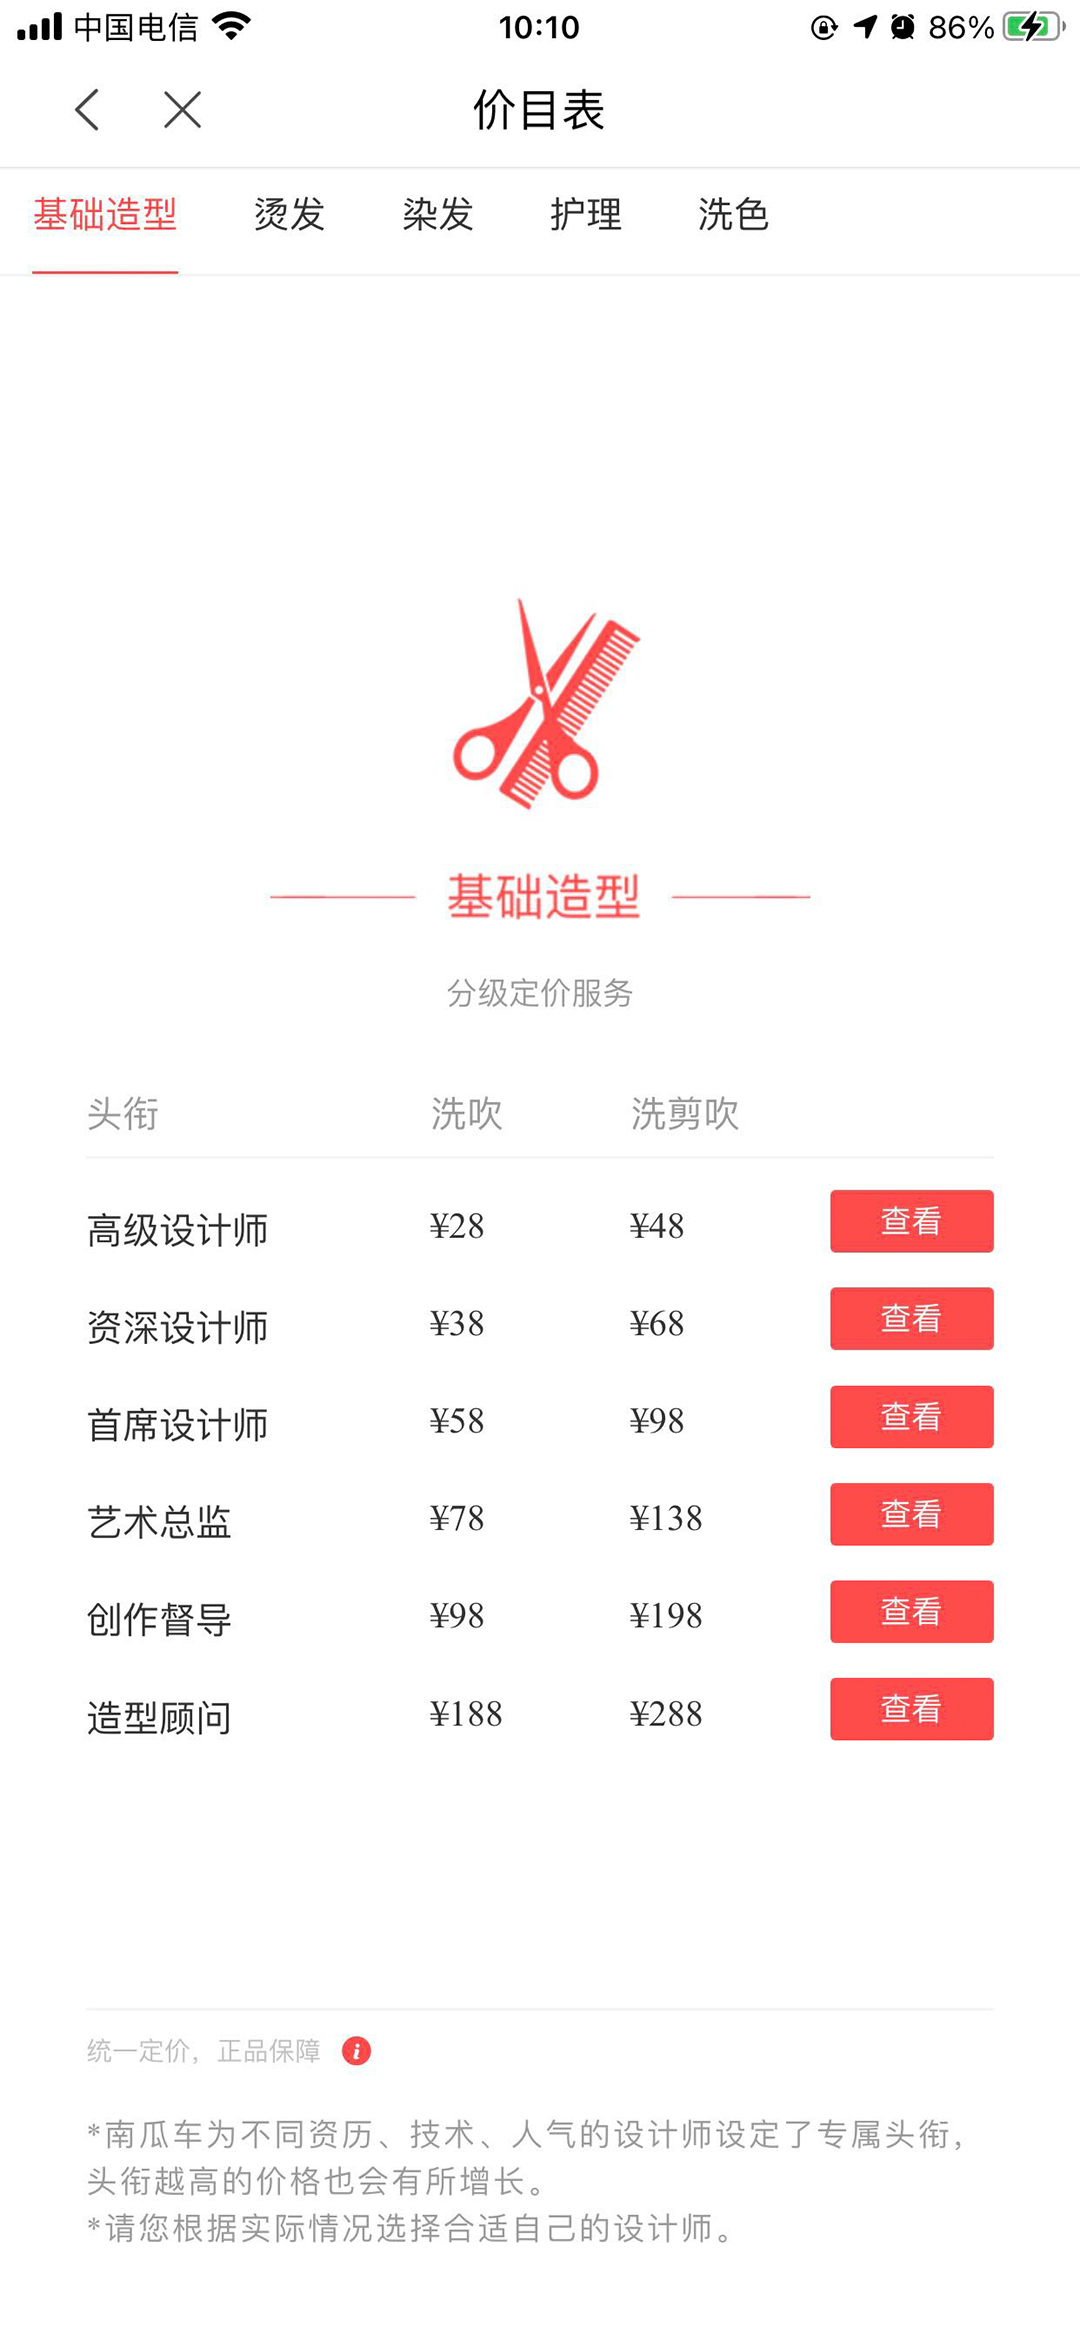 中国电信 10:10 86%
价目表
基础造型 烫发 染发 护理 洗色
基础造型
分级定价服务
头衔 洗吹 洗剪吹
高级设计师 ¥28 ¥48 查看
资深设计师 ¥38 ¥68 查看
首席设计师 ¥58 ¥98 查看
艺术总监 ¥78 ¥138 查看
创作督导 ¥98 ¥198 查看
造型顾问 ¥188 ¥288 查看
统一定价，正品保障
*南瓜车为不同资历、技术、人气的设计师设定了专属头衔，
头衔越高的价格也会有所增长。
*请您根据实际情况选择合适自己的设计师。